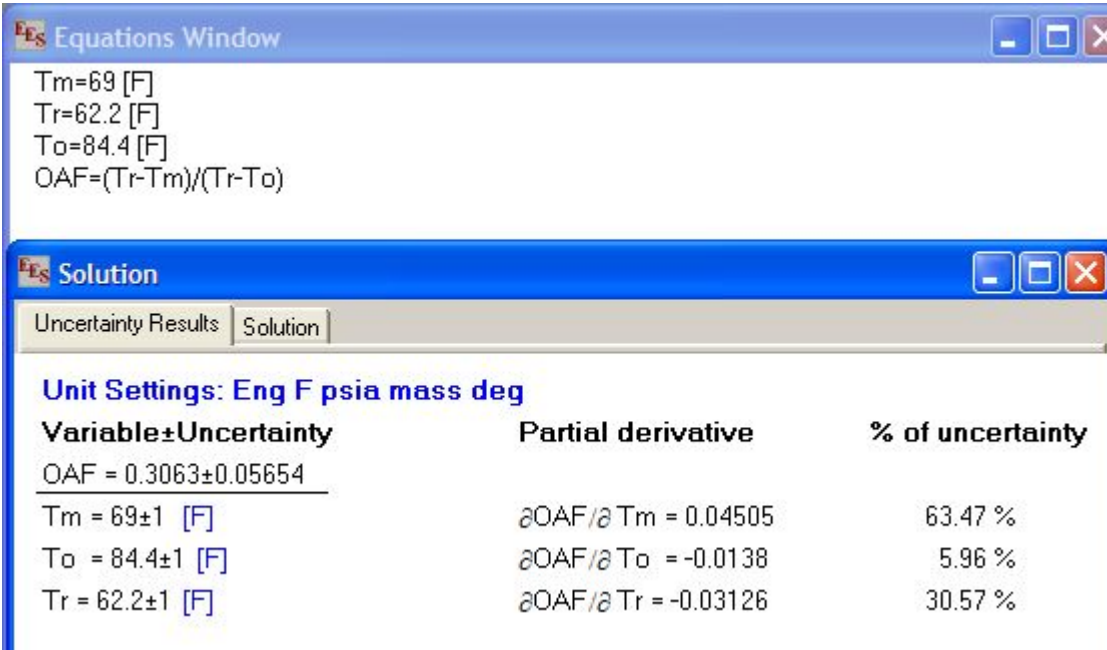 EES Equations Window
Tm=69 [F]
Tr=62.2 [F]
To=84.4 [F]
OAF=(Tr-Tm)/(Tr-To)
EES Solution
Uncertainty Results Solution
Unit Settings: Eng F psia mass deg
Variable±Uncertainty Partial derivative % of uncertainty
OAF = 0.3063±0.05654
Tm = 69±1 [F] ∂OAF/∂ Tm = 0.04505 63.47 %
To = 84.4±1 [F] ∂OAF/∂ To = -0.0138 5.96 %
Tr = 62.2±1 [F] ∂OAF/∂ Tr = -0.03126 30.57 %